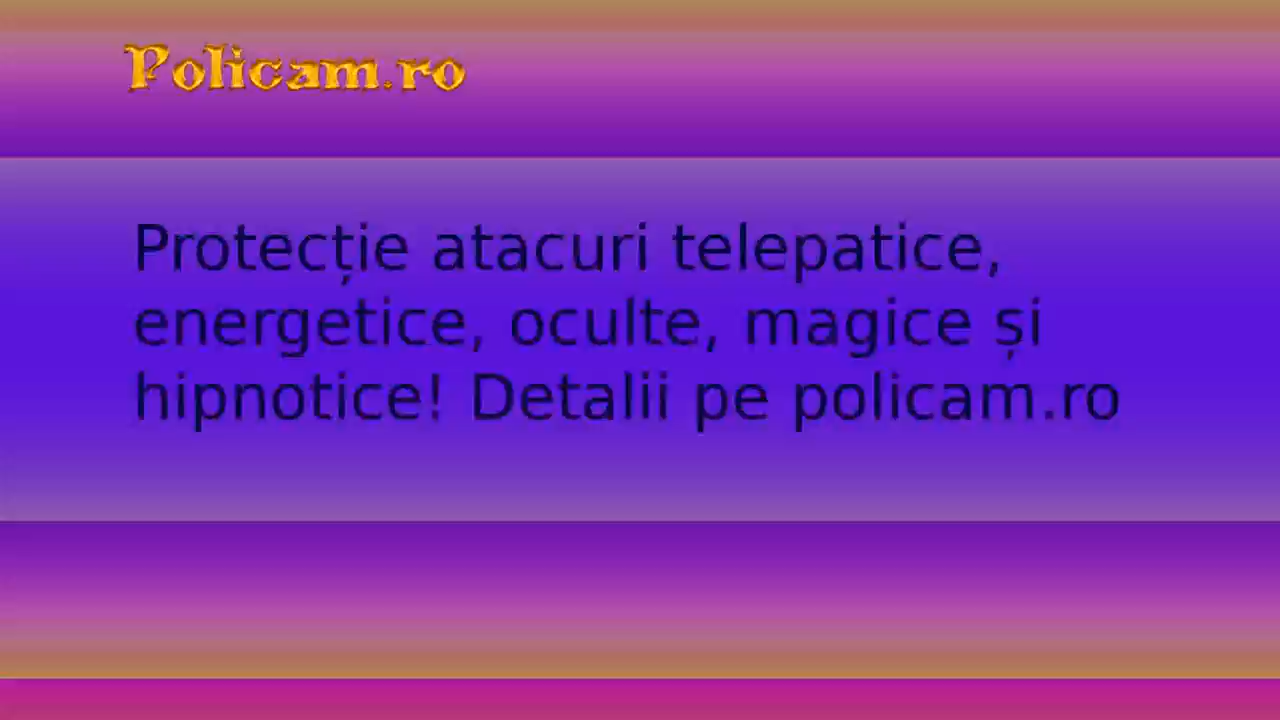 Policam.ro
Protecție atacuri telepatice,
energetice, oculte, magice și
hipnotice! Detalii pe policam.ro